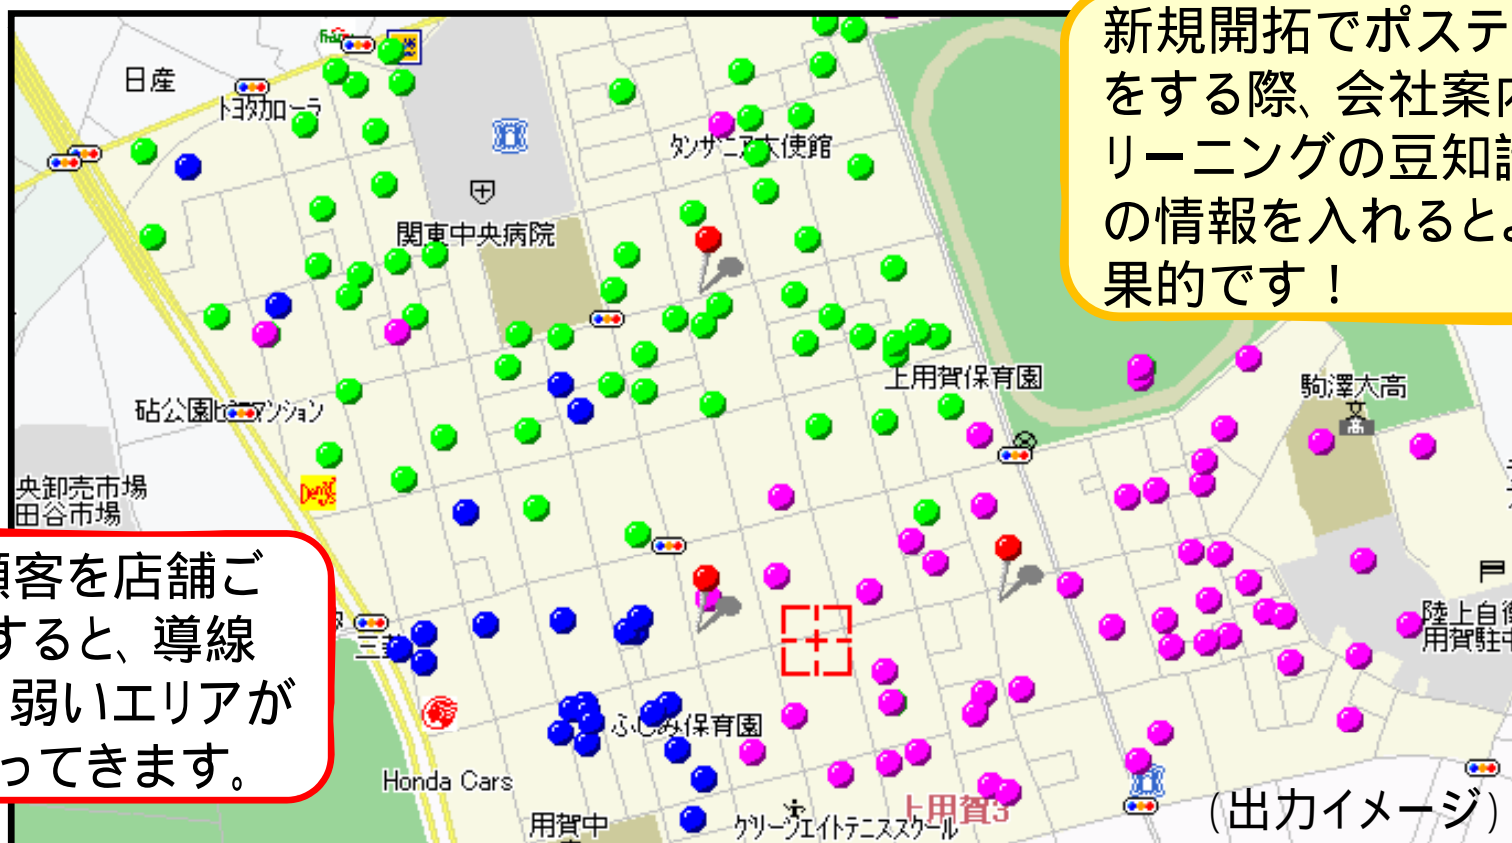 新規開拓でポステ
をする際、会社案内
リーニングの豆知
の情報を入れると
果的です！
日産
トヨタカローラ
タンザニア大使館
関東中央病院
上用賀保育園
駒澤大高
高
砧公園
マンション
Denny's
央卸売市場
田谷市場
顧客を店舗ご
すると、導線
弱いエリアが
ってきます。
三菱
陸上自衛
用賀駐屯
ふじみ保育園
Honda Cars
用賀中
上用賀3
グリーンエイトテニススクール
(出力イメージ)